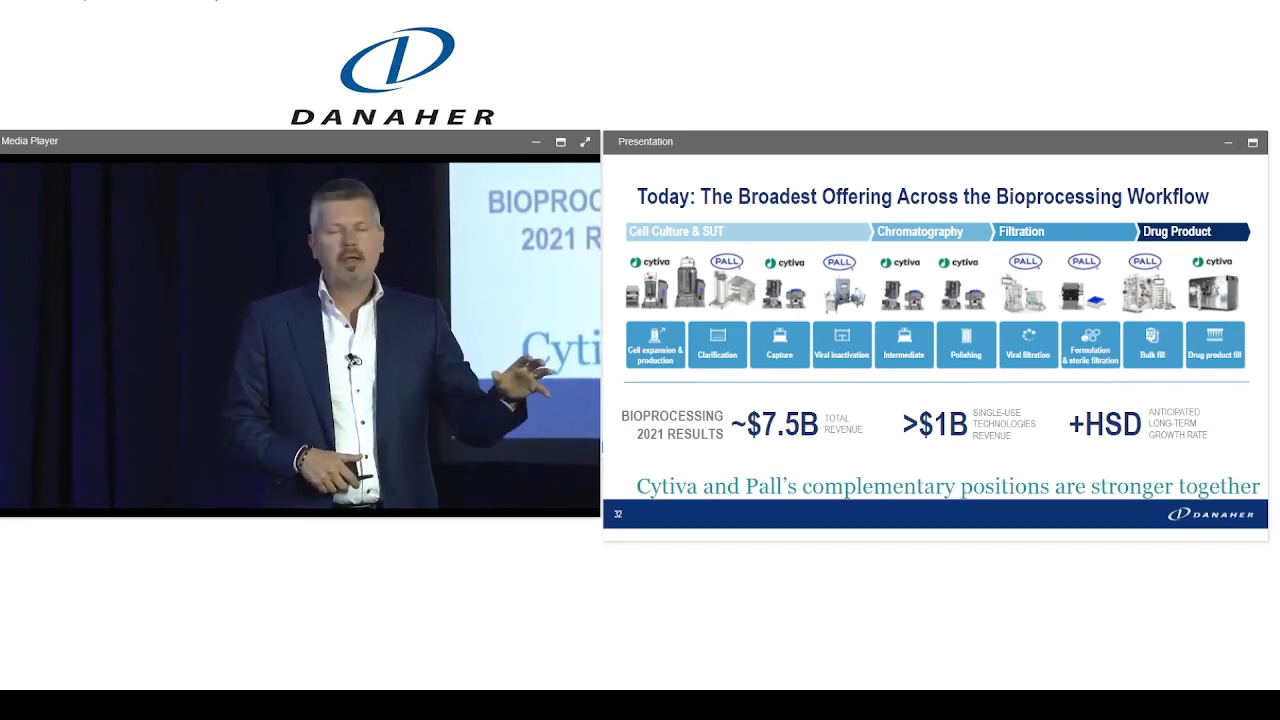 DANAHER
Media Player
BIOPROC
2021 R
Cyti
Presentation
Today: The Broadest Offering Across the Bioprocessing Workflow
Cell Culture & SUT
Chromatography
Filtration
Drug Product
cytiva
PALL
cytiva
PALL
cytiva
cytiva
PALL
PALL
PALL
cytiva
Cell expansion &
production
Clarification
Capture
Viral inactivation
Intermediate
Polishing
Viral filtration
Formulation
& sterile filtration
Bulk fill
Drug product fill
BIOPROCESSING
2021 RESULTS
~$7.5B
TOTAL
REVENUE
>$1B
SINGLE-USE
TECHNOLOGIES
REVENUE
+HSD
ANTICIPATED
LONG-TERM
GROWTH RATE
Cytiva and Pall's complementary positions are stronger together
32
DANAHER